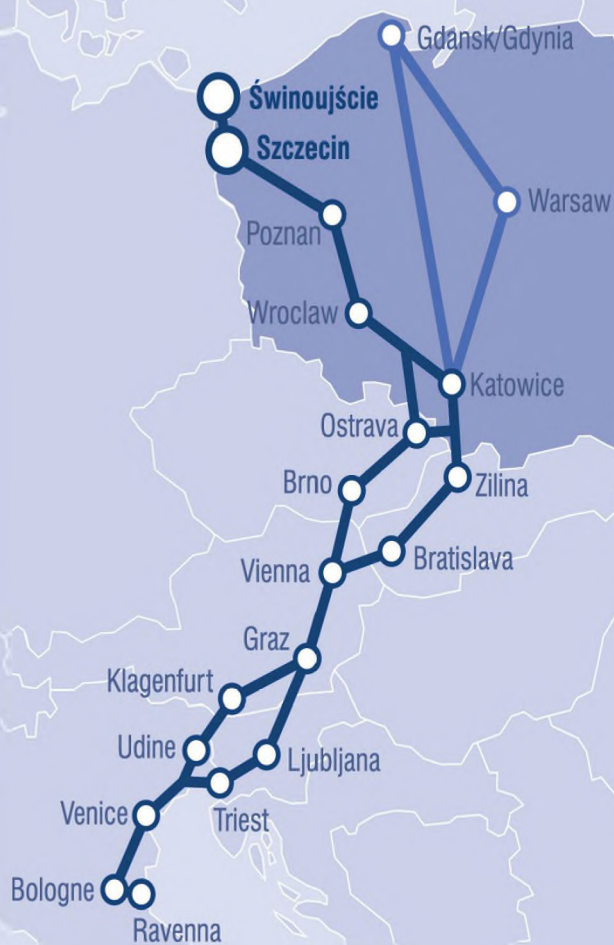 Gdansk/Gdynia
Świnoujście
Szczecin
Warsaw
Poznan
Wroclaw
Katowice
Ostrava
Brno
Zilina
Bratislava
Vienna
Graz
Klagenfurt
Udine
Ljubljana
Venice
Triest
Bologne
Ravenna